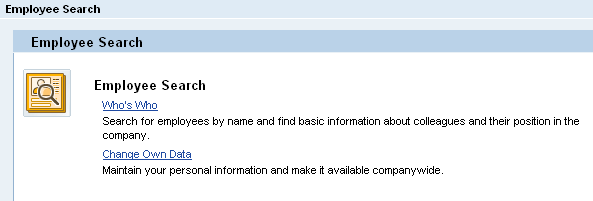 Employee Search
Employee Search
Employee Search
Who's Who
Search for employees by name and find basic information about colleagues and their position in the
company.
Change Own Data
Maintain your personal information and make it available companywide.